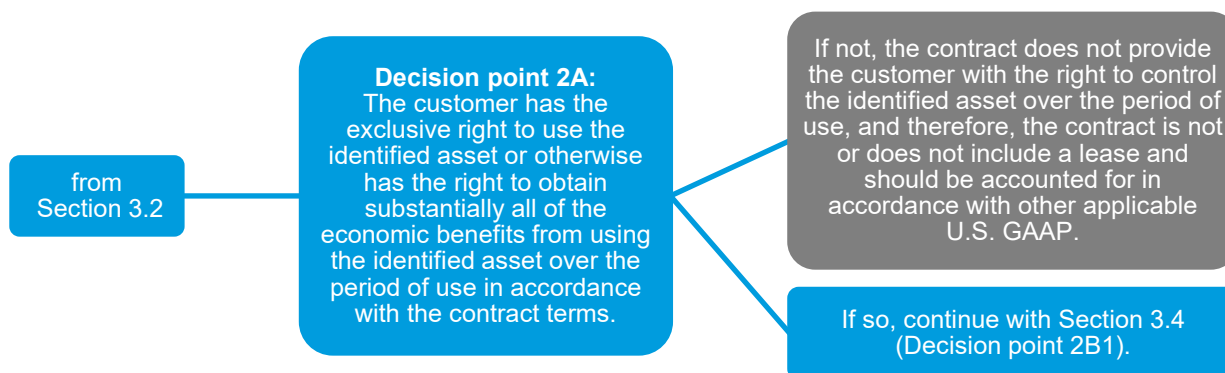 from
Section 3.2
Decision point 2A:
The customer has the
exclusive right to use the
identified asset or otherwise
has the right to obtain
substantially all of the
economic benefits from using
the identified asset over the
period of use in accordance
with the contract terms.
If not, the contract does not provide
the customer with the right to control
the identified asset over the period of
use, and therefore, the contract is not
or does not include a lease and
should be accounted for in
accordance with other applicable
U.S. GAAP.
If so, continue with Section 3.4
(Decision point 2B1).